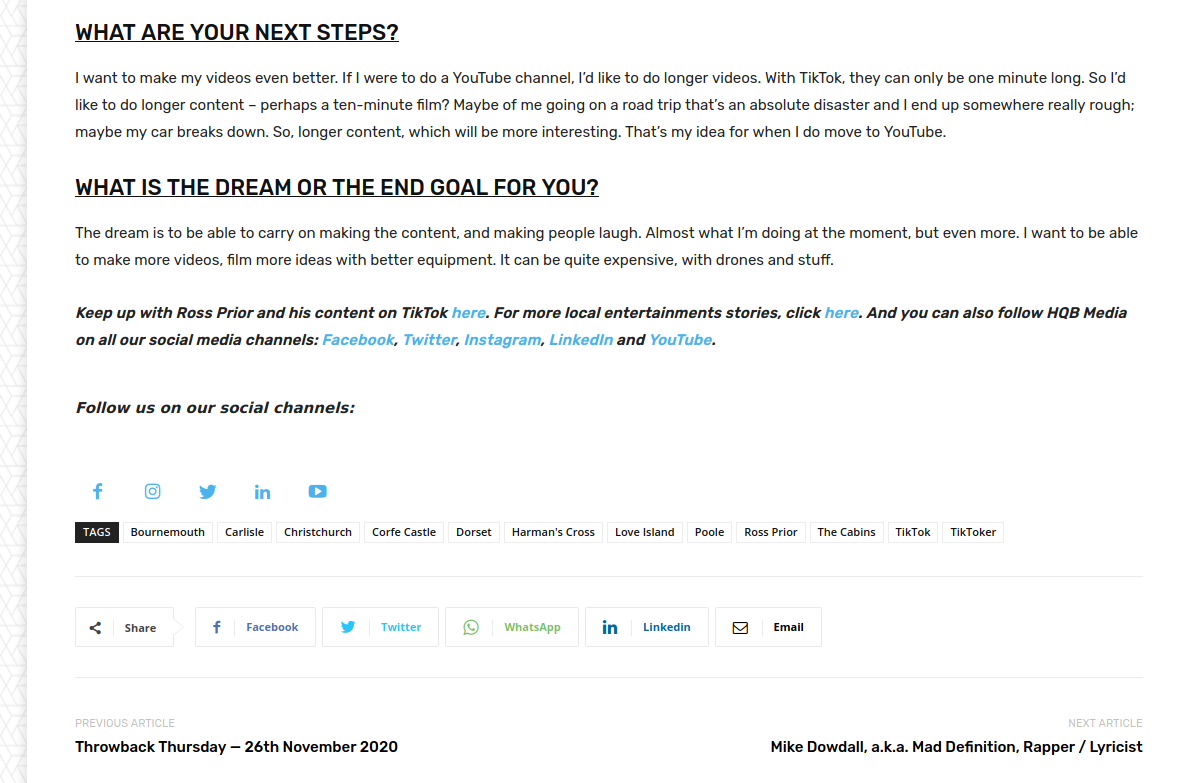 WHAT ARE YOUR NEXT STEPS?
I want to make my videos even better. If I were to do a YouTube channel, I’d like to do longer videos. With TikTok, they can only be one minute long. So I’d
like to do longer content – perhaps a ten-minute film? Maybe of me going on a road trip that’s an absolute disaster and I end up somewhere really rough;
maybe my car breaks down. So, longer content, which will be more interesting. That’s my idea for when I do move to YouTube.
WHAT IS THE DREAM OR THE END GOAL FOR YOU?
The dream is to be able to carry on making the content, and making people laugh. Almost what I’m doing at the moment, but even more. I want to be able
to make more videos, film more ideas with better equipment. It can be quite expensive, with drones and stuff.
Keep up with Ross Prior and his content on TikTok here. For more local entertainments stories, click here. And you can also follow HQB Media
on all our social media channels: Facebook, Twitter, Instagram, LinkedIn and YouTube.
Follow us on our social channels:
TAGS Bournemouth Carlisle Christchurch Corfe Castle Dorset Harman's Cross Love Island Poole Ross Prior The Cabins TikTok TikToker
Share Facebook Twitter WhatsApp Linkedin Email
PREVIOUS ARTICLE NEXT ARTICLE
Throwback Thursday – 26th November 2020 Mike Dowdall, a.k.a. Mad Definition, Rapper / Lyricist